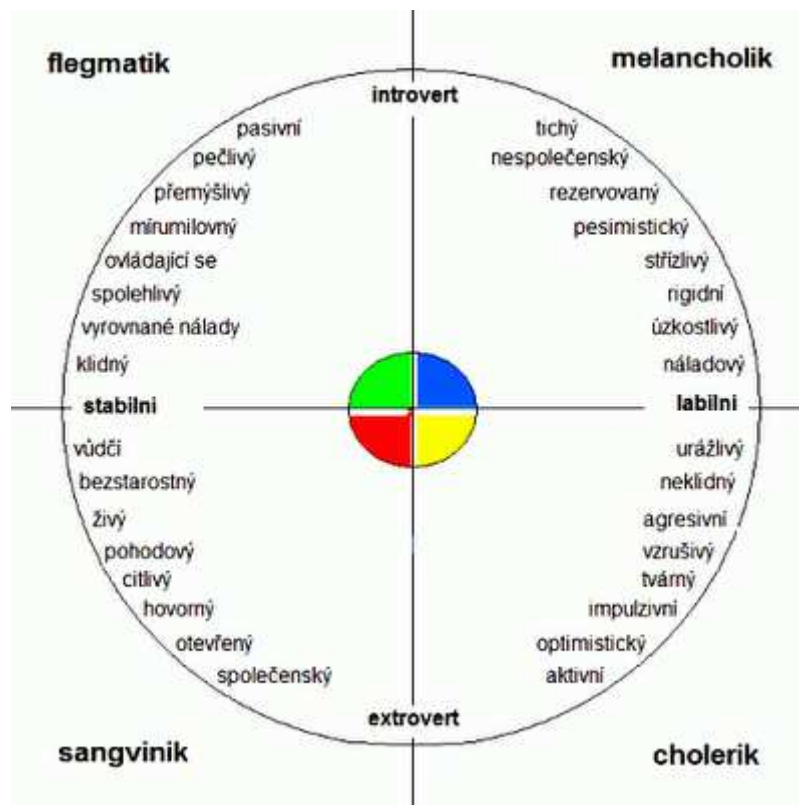 flegmatik
melancholik
introvert
pasivní
pečlivý
přemýšlivý
mírumilovný
ovládající se
spolehlivý
vyrovnané nálady
klidný
tichý
nespolečenský
rezervovaný
pesimistický
střízlivý
rigidní
úzkostlivý
náladový
stabilni
labilni
vůdčí
bezstarostný
živý
pohodový
citlivý
hovorný
otevřený
společenský
urážlivý
neklidný
agresivní
vzrušivý
tvárný
impulzivní
optimistický
aktivní
extrovert
sangvinik
cholerik